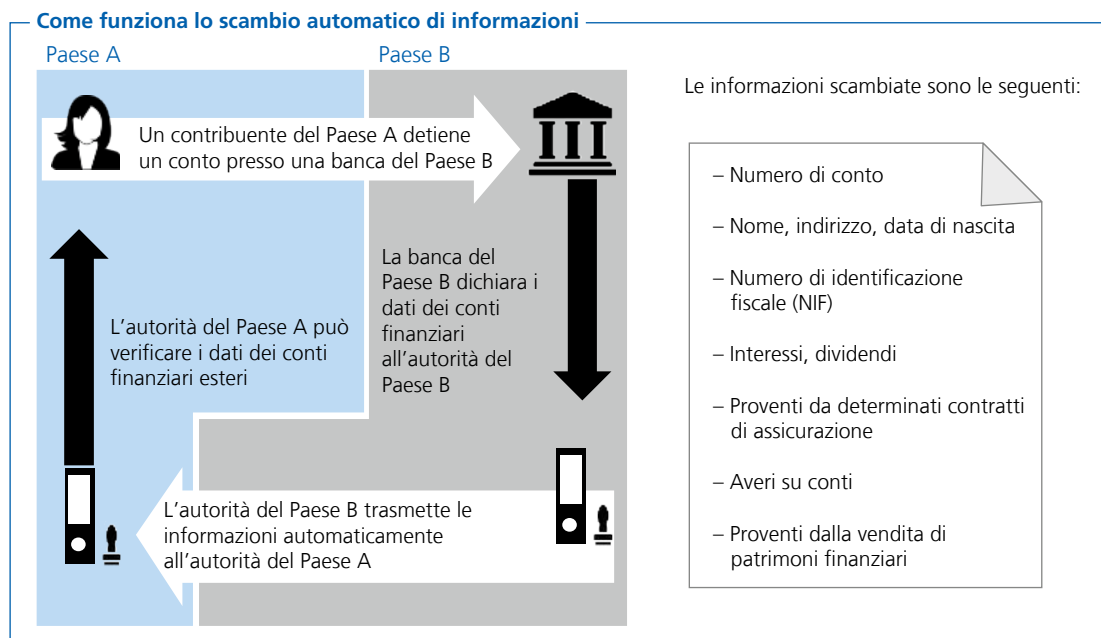 Come funziona lo scambio automatico di informazioni
Paese A
Paese B
Un contribuente del Paese A detiene
un conto presso una banca del Paese B
La banca del
Paese B dichiara i
dati dei conti
finanziari
all’autorità del
Paese B
L’autorità del Paese A può
verificare i dati dei conti
finanziari esteri
L’autorità del Paese B trasmette le
informazioni automaticamente
all’autorità del Paese A
Le informazioni scambiate sono le seguenti:
– Numero di conto
– Nome, indirizzo, data di nascita
– Numero di identificazione
fiscale (NIF)
– Interessi, dividendi
– Proventi da determinati contratti
di assicurazione
– Averi su conti
– Proventi dalla vendita di
patrimoni finanziari